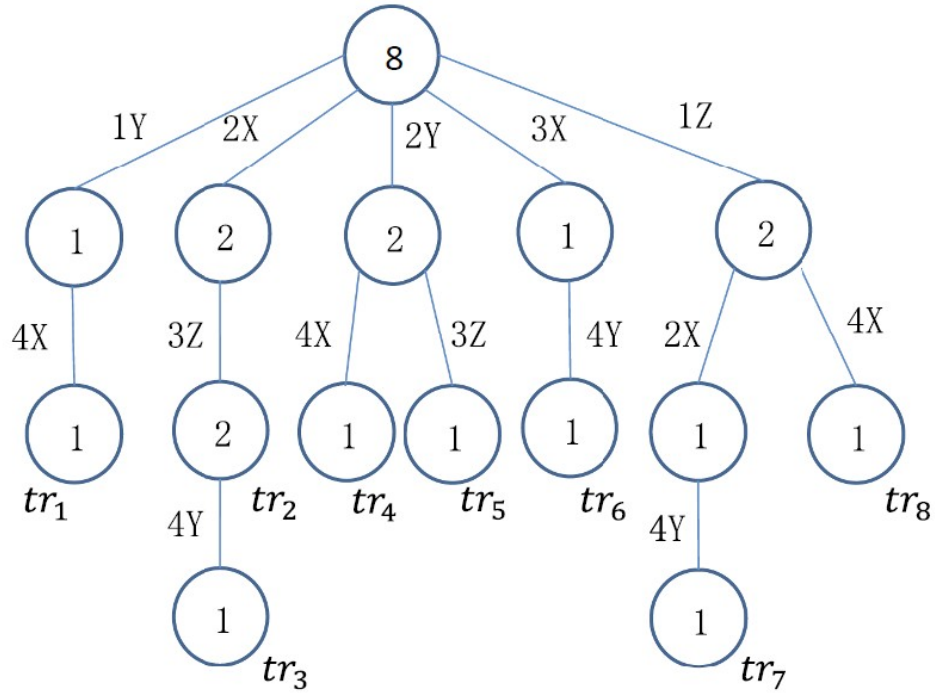 8
1Y 2X 2Y 3X 1Z
1 2 2 1 2
4X 3Z 4X 3Z 4Y 2X 4X
1 2 1 1 1 1 1
tr1 tr2 tr4 tr5 tr6 tr8
4Y 4Y
1 1
tr3 tr7